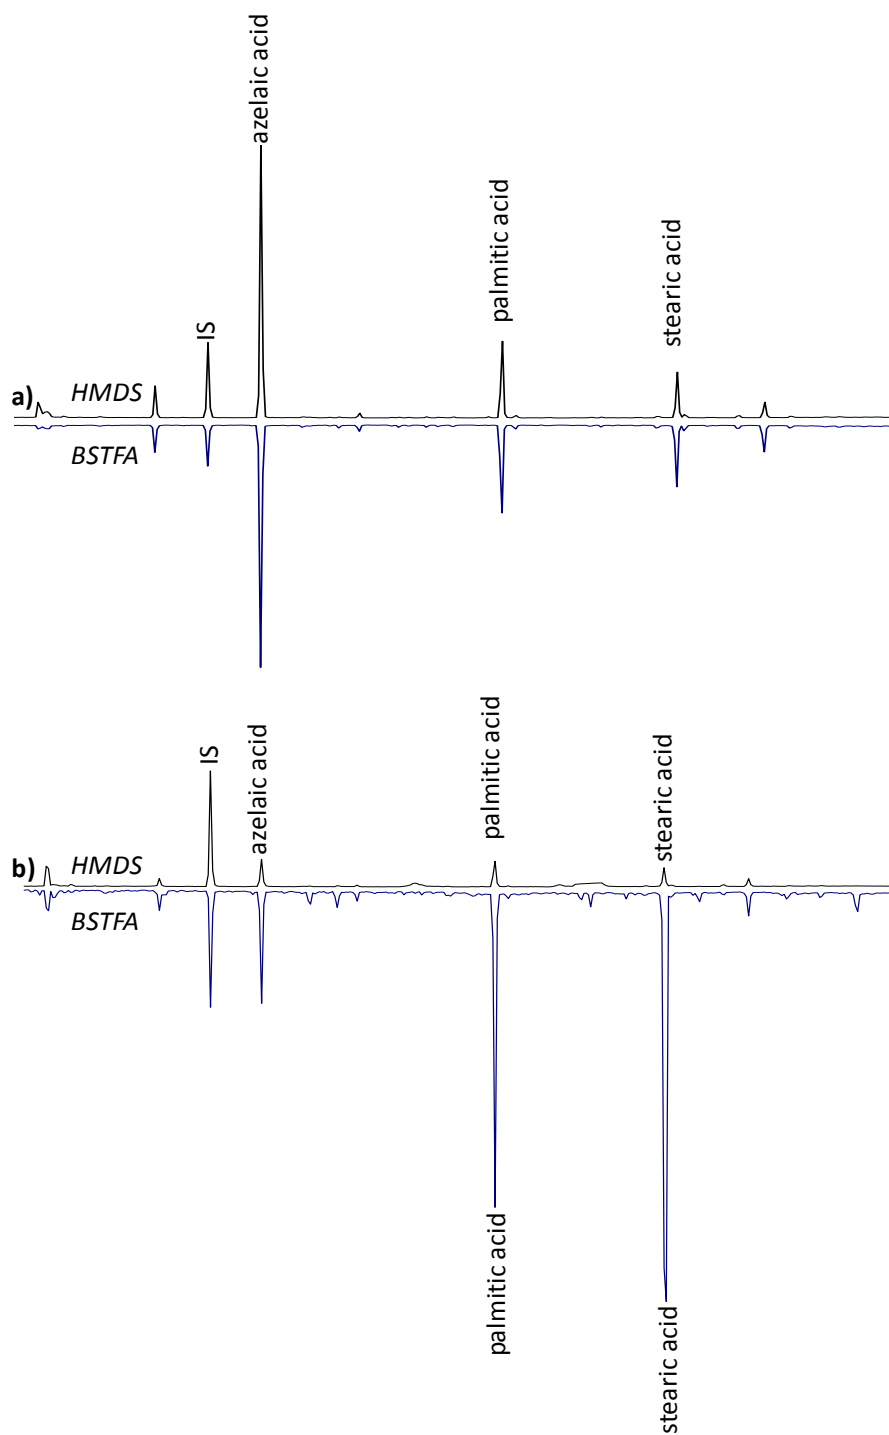 azelaic acid
palmitic acid
stearic acid
IS
a)
HMDS
BSTFA
IS
azelaic acid
palmitic acid
stearic acid
b)
HMDS
BSTFA
palmitic acid
stearic acid